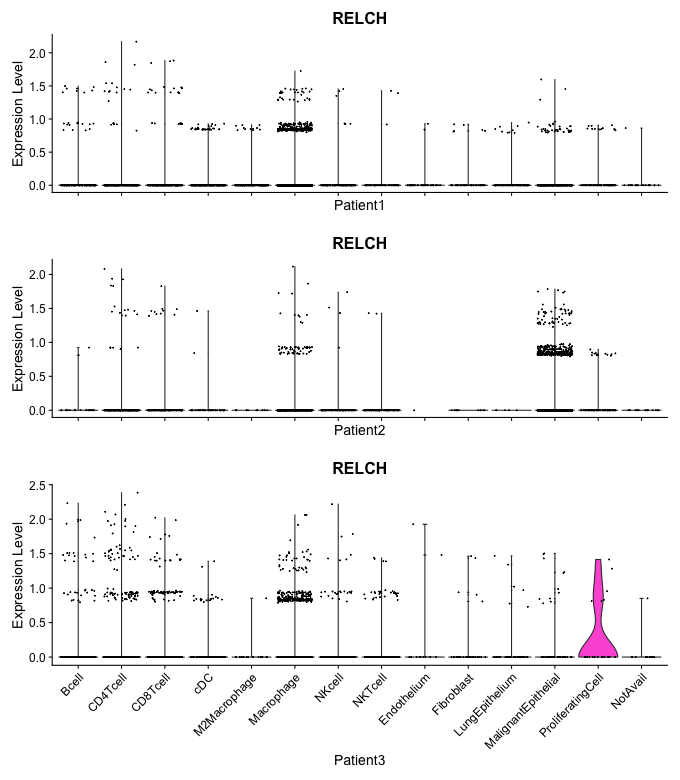 RELCH
Expression Level
2.0
1.5
1.0
0.5
0.0
Patient1
RELCH
Expression Level
2.0
1.5
1.0
0.5
0.0
Patient2
RELCH
Expression Level
2.5
2.0
1.5
1.0
0.5
0.0
Bcell
CD4Tcell
CD8Tcell
cDC
M2Macrophage
Macrophage
NKcell
NKTcell
Endothelium
Fibroblast
LungEpithelium
MalignantEpithelial
ProliferatingCell
NotAvail
Patient3